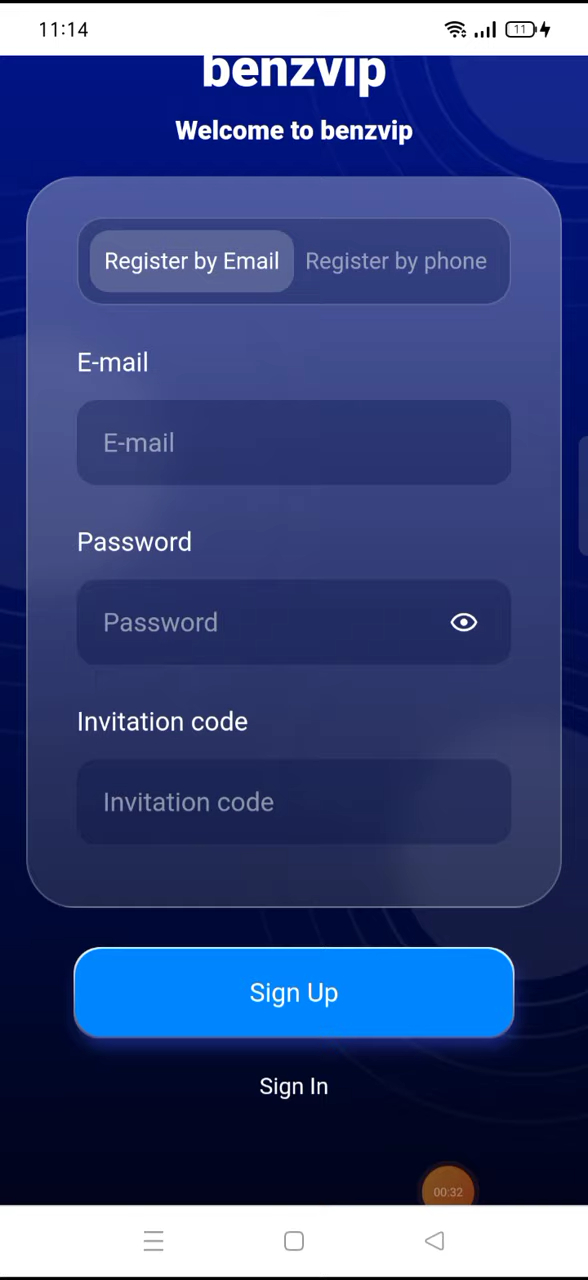 11:14
11
benzvip
Welcome to benzvip
Register by Email
Register by phone
E-mail
E-mail
Password
Password
Invitation code
Invitation code
Sign Up
Sign In
00:32